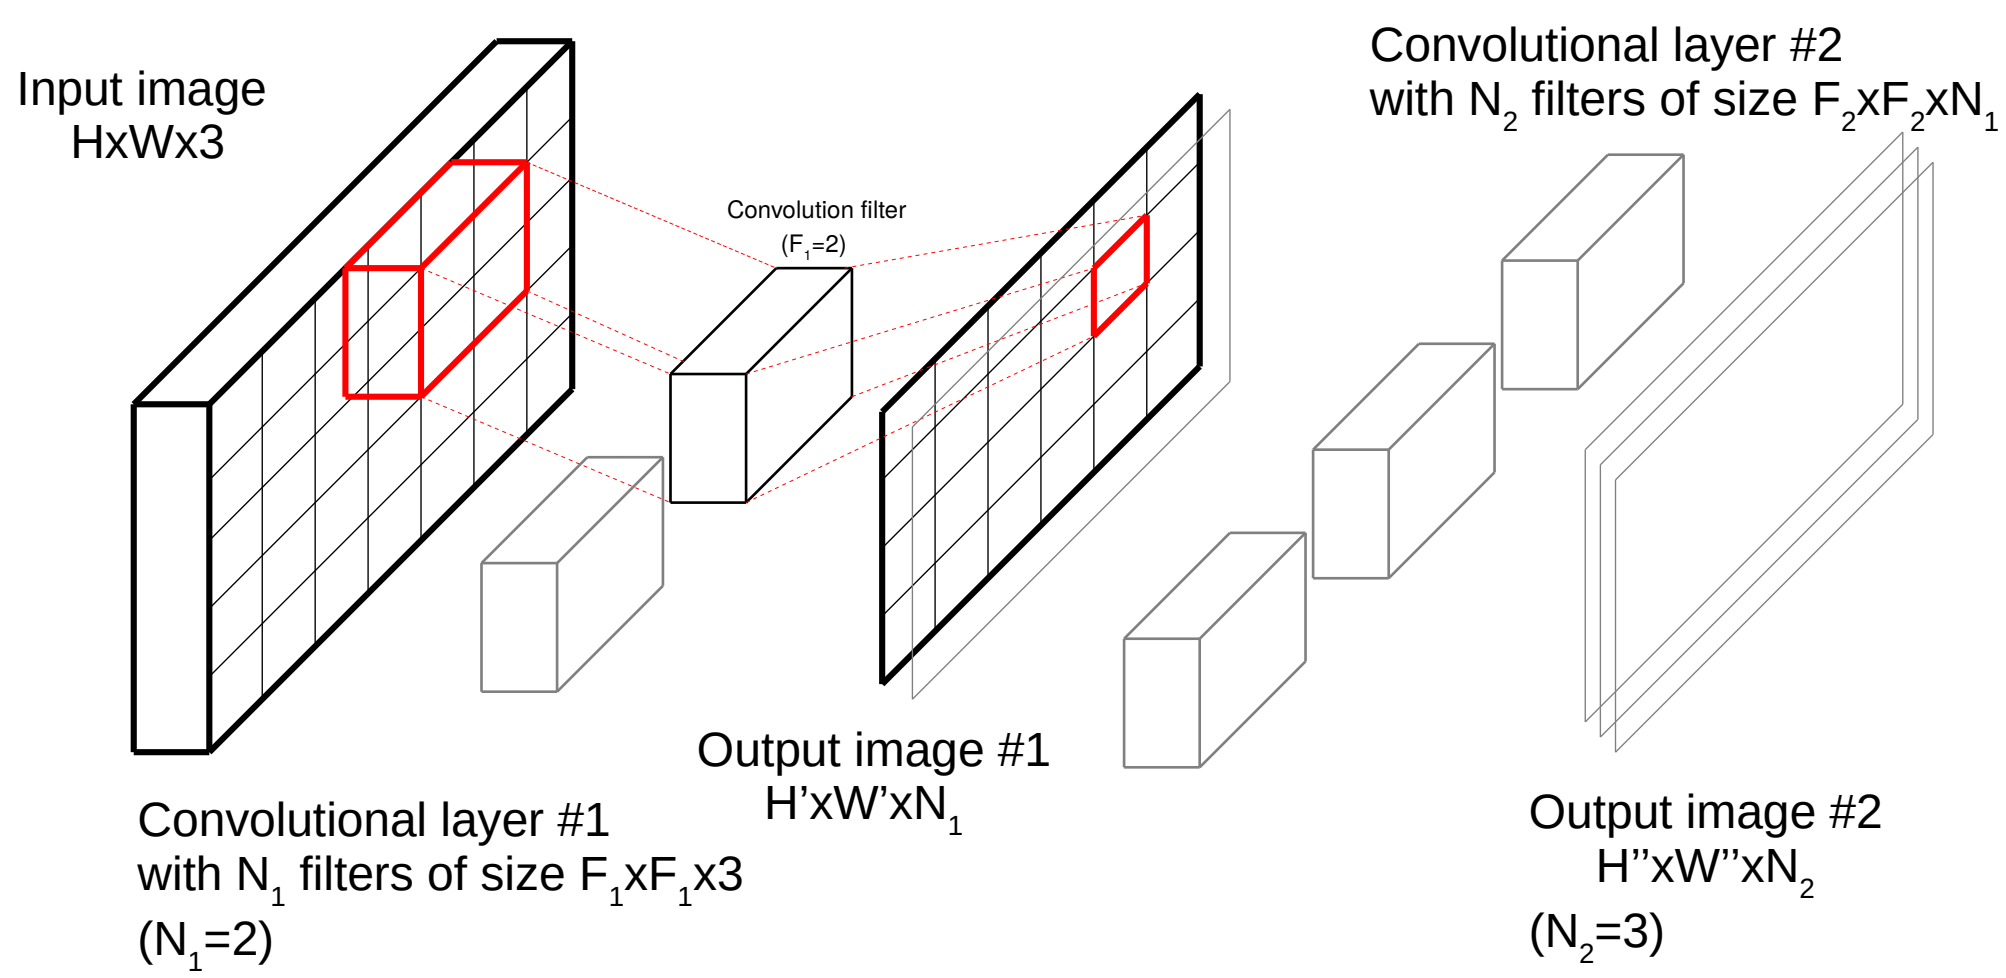 Input image
HxWx3
Convolution filter
(F₁=2)
Convolutional layer #2
with N₂ filters of size F₂xF₂xN₁
Convolutional layer #1
with N₁ filters of size F₁xF₁x3
(N₁=2)
Output image #1
H’xW’xN₁
Output image #2
H’’xW’’xN₂
(N₂=3)